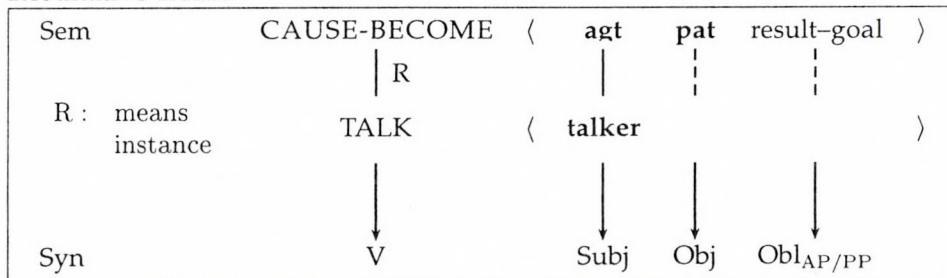 Sem CAUSE-BECOME ⟨ agt pat result–goal ⟩
R
R : means
TALK ⟨ talker ⟩
instance
Syn V Subj Obj Obl_AP/PP